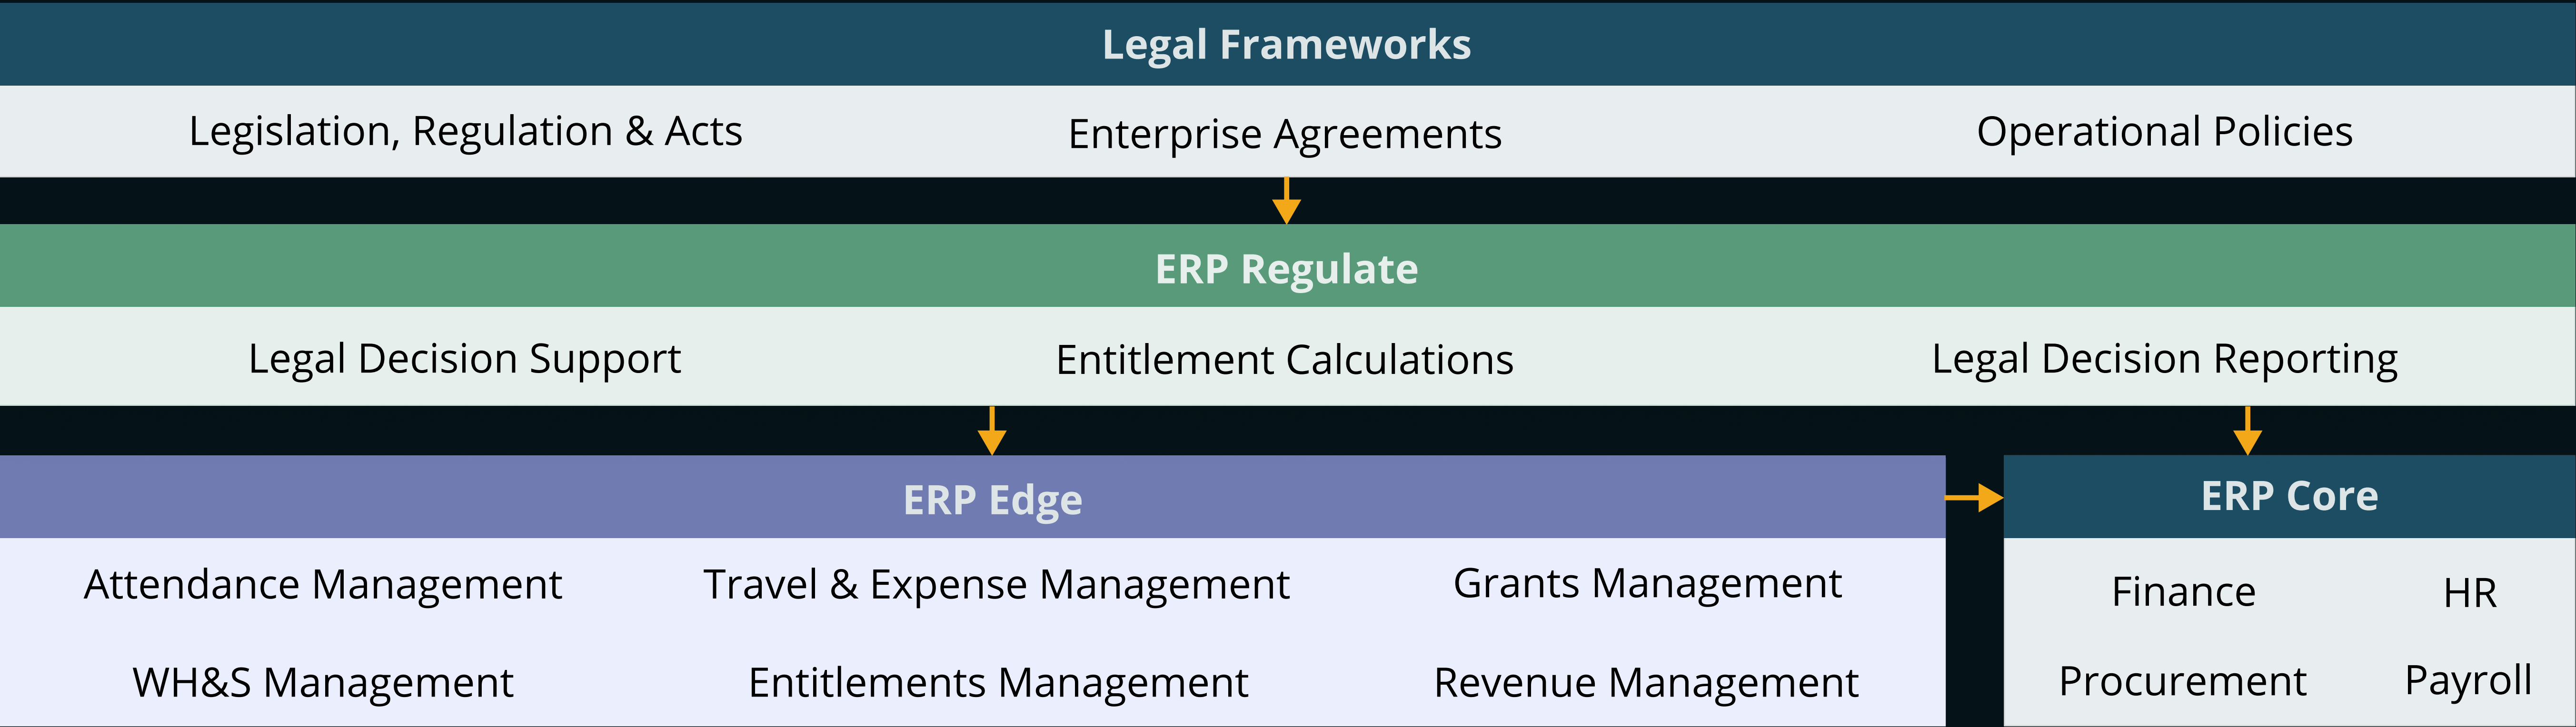 Legal Frameworks
Legislation, Regulation & Acts
Enterprise Agreements
Operational Policies
ERP Regulate
Legal Decision Support
Entitlement Calculations
Legal Decision Reporting
ERP Edge
Attendance Management
Travel & Expense Management
Grants Management
WH&S Management
Entitlements Management
Revenue Management
ERP Core
Finance
HR
Procurement
Payroll